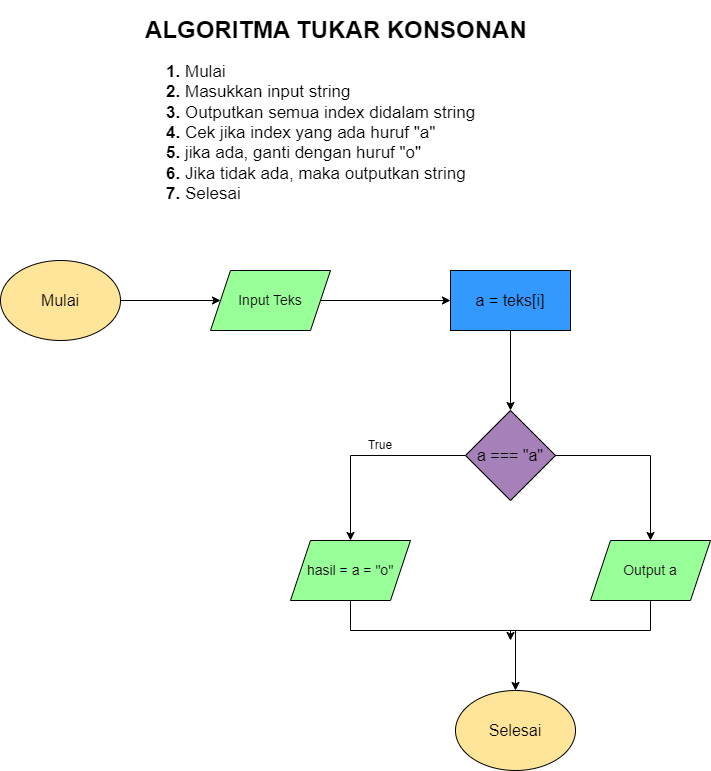 ALGORITMA TUKAR KONSONAN
1. Mulai
2. Masukkan input string
3. Outputkan semua index didalam string
4. Cek jika index yang ada huruf "a"
5. jika ada, ganti dengan huruf "o"
6. Jika tidak ada, maka outputkan string
7. Selesai
Mulai
Input Teks
a = teks[i]
a === "a"
True
hasil = a = "o"
Output a
Selesai